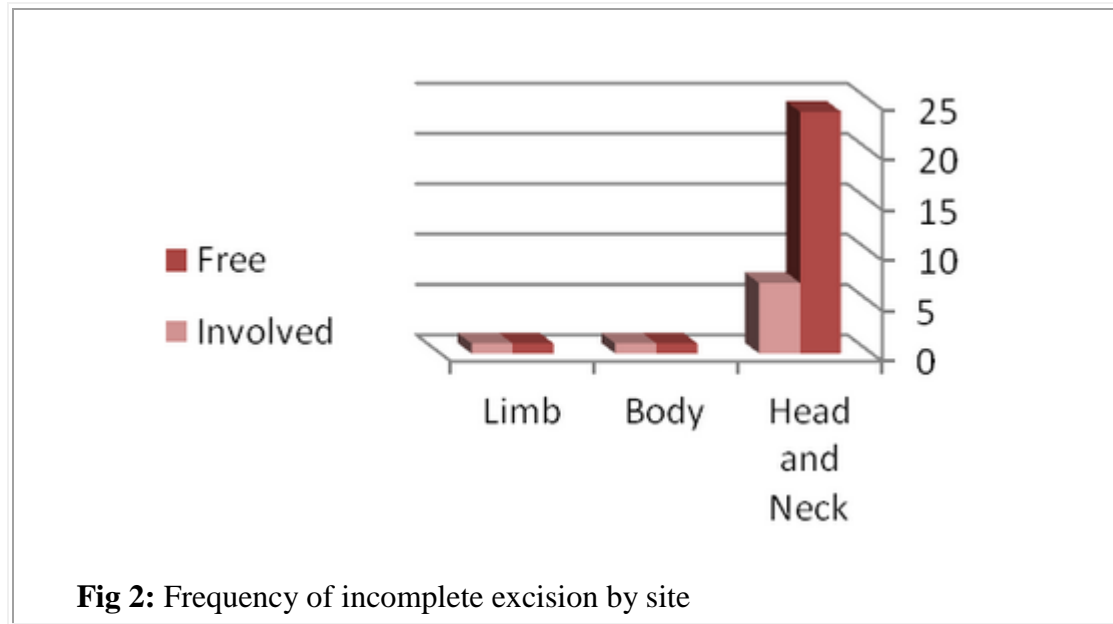 25
20
15
10
5
0
Free
Involved
Limb
Body
Head
and
Neck
Fig 2: Frequency of incomplete excision by site